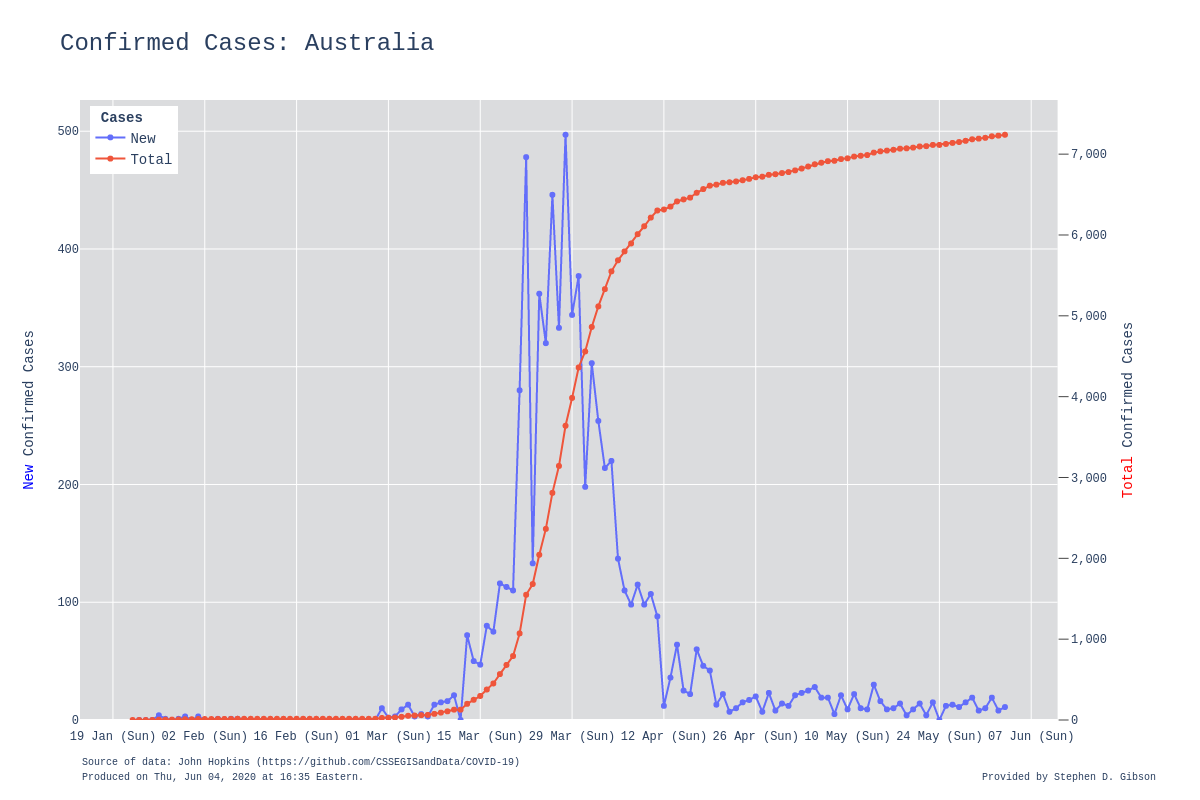 Confirmed Cases: Australia
Cases
New
Total
500
400
300
200
100
0
7,000
6,000
5,000
4,000
3,000
2,000
1,000
0
New Confirmed Cases
Total Confirmed Cases
19 Jan (Sun) 02 Feb (Sun) 16 Feb (Sun) 01 Mar (Sun) 15 Mar (Sun) 29 Mar (Sun) 12 Apr (Sun) 26 Apr (Sun) 10 May (Sun) 24 May (Sun) 07 Jun (Sun)
Source of data: John Hopkins (https://github.com/CSSEGISandData/COVID-19)
Produced on Thu, Jun 04, 2020 at 16:35 Eastern.
Provided by Stephen D. Gibson